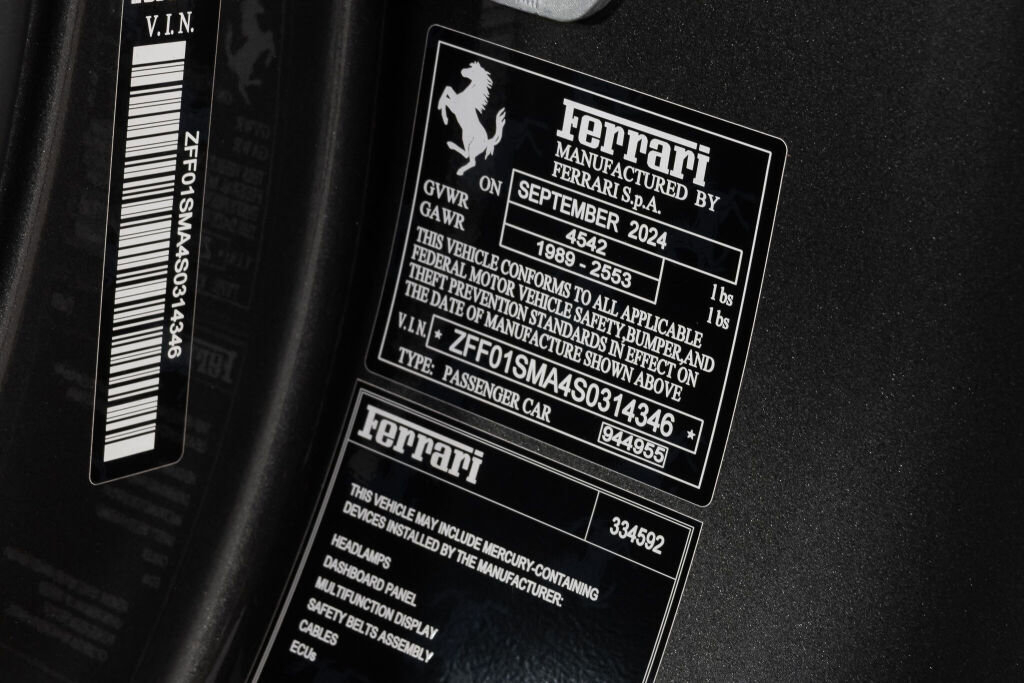 V.I.N.
ZFF01SMA4S0314346
Ferrari
MANUFACTURED BY
FERRARI S.p.A.
ON SEPTEMBER 2024
GVWR 4542 lbs
GAWR 1989 - 2553 lbs
THIS VEHICLE CONFORMS TO ALL APPLICABLE
FEDERAL MOTOR VEHICLE SAFETY,BUMPER,AND
THEFT PREVENTION STANDARDS IN EFFECT ON
THE DATE OF MANUFACTURE SHOWN ABOVE
V.I.N. * ZFF01SMA4S0314346 *
TYPE: PASSENGER CAR 944955
Ferrari
334592
THIS VEHICLE MAY INCLUDE MERCURY-CONTAINING
DEVICES INSTALLED BY THE MANUFACTURER:
HEADLAMPS
DASHBOARD PANEL
MULTIFUNCTION DISPLAY
SAFETY BELTS ASSEMBLY
CABLES
ECUs